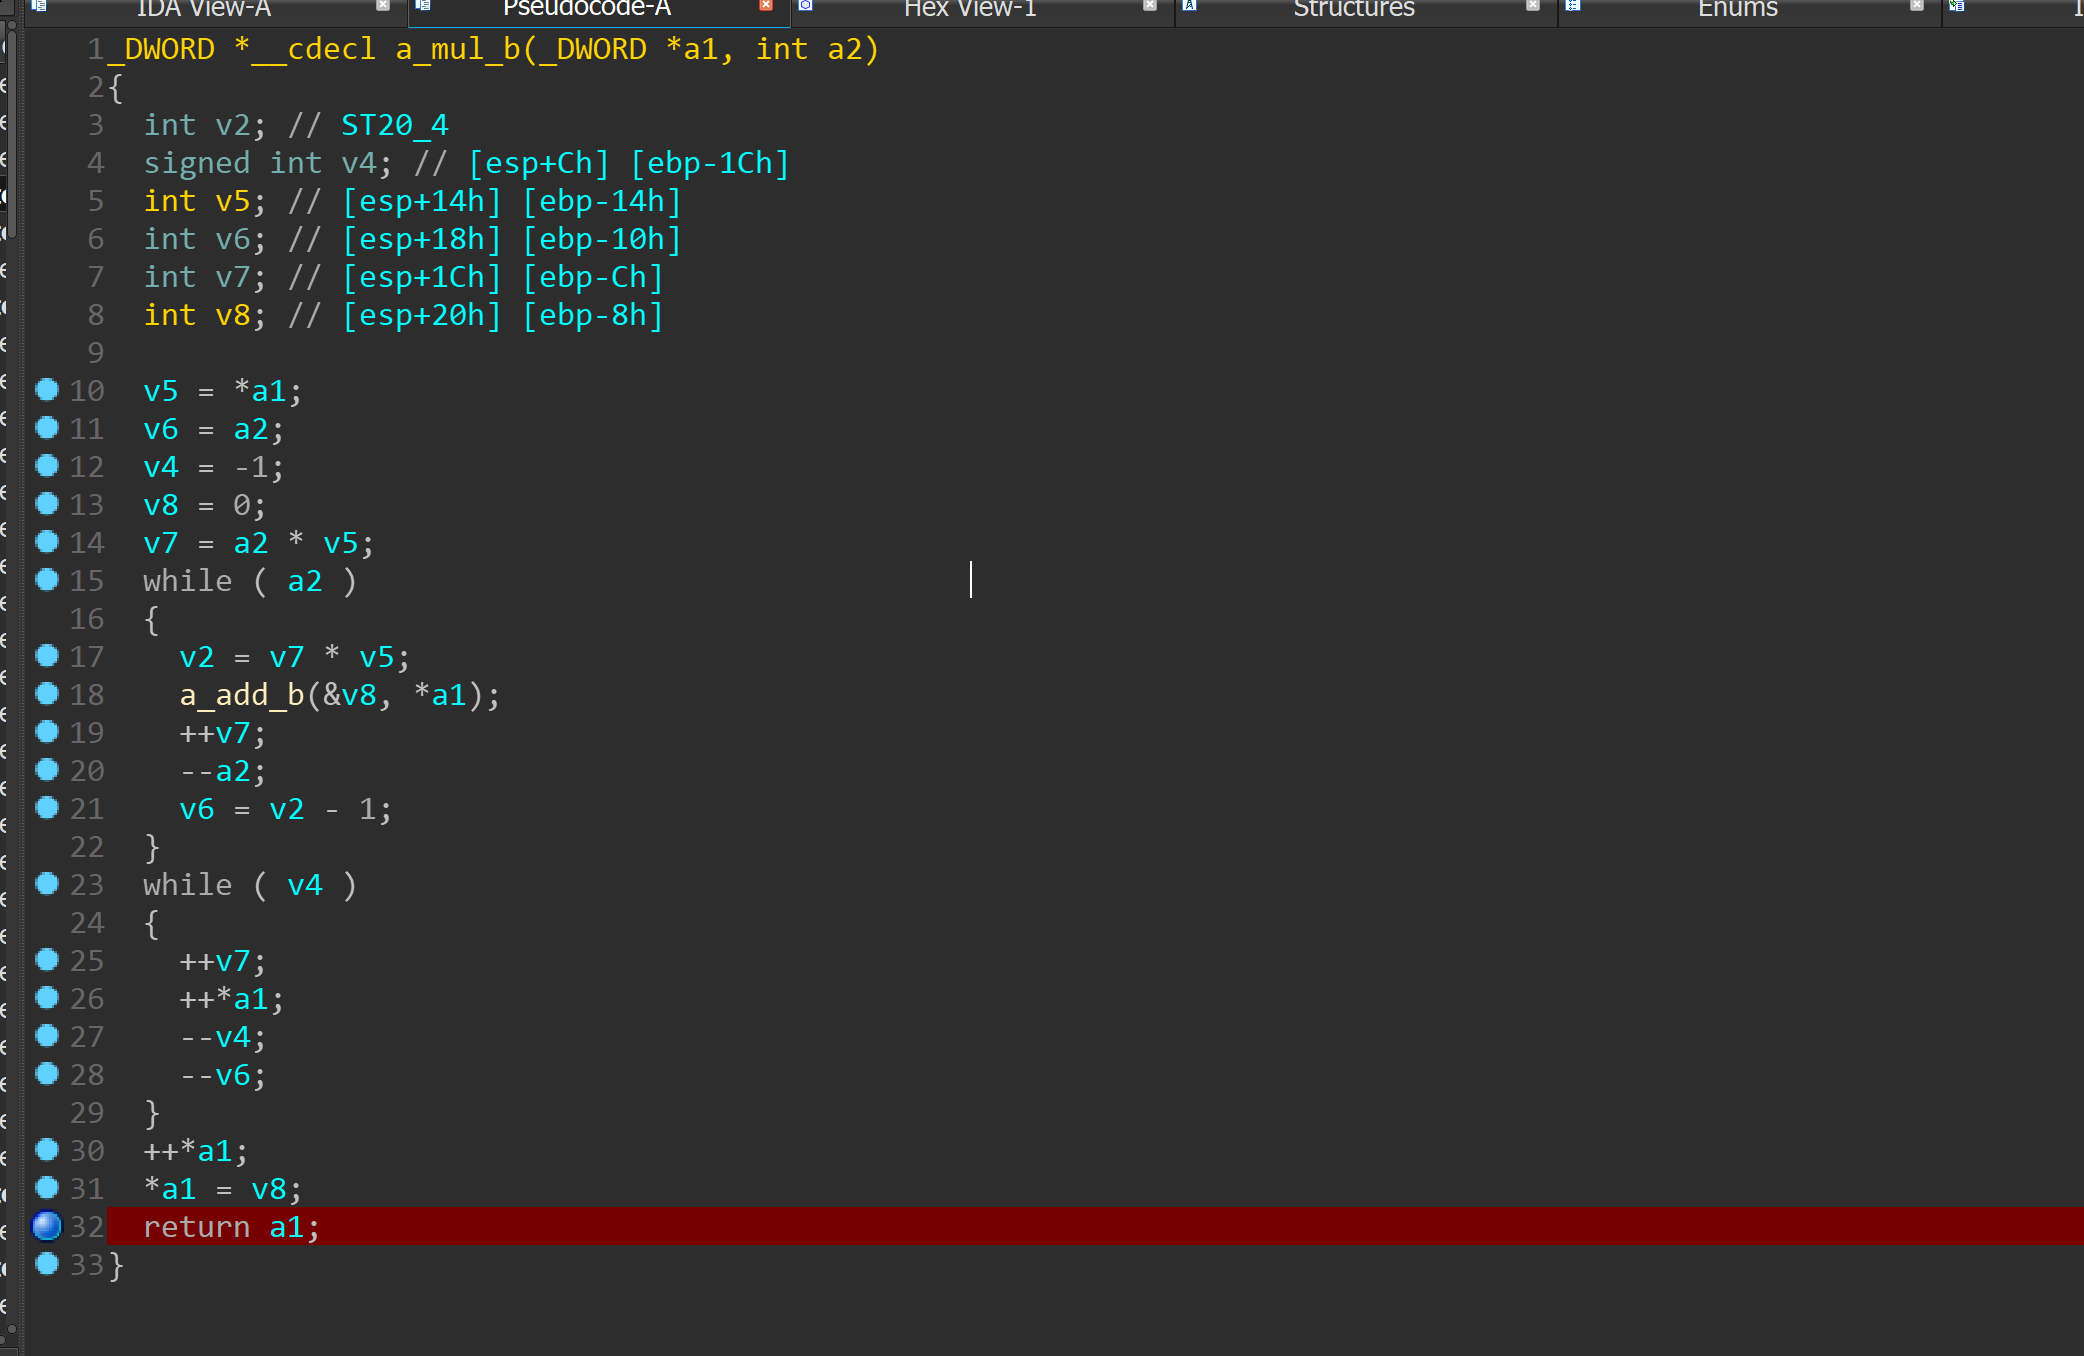 IDA View-A Pseudocode-A Hex View-1 Structures Enums
1 _DWORD *__cdecl a_mul_b(_DWORD *a1, int a2)
2 {
3 int v2; // ST20_4
4 signed int v4; // [esp+Ch] [ebp-1Ch]
5 int v5; // [esp+14h] [ebp-14h]
6 int v6; // [esp+18h] [ebp-10h]
7 int v7; // [esp+1Ch] [ebp-Ch]
8 int v8; // [esp+20h] [ebp-8h]
9
10 v5 = *a1;
11 v6 = a2;
12 v4 = -1;
13 v8 = 0;
14 v7 = a2 * v5;
15 while ( a2 )
16 {
17 v2 = v7 * v5;
18 a_add_b(&v8, *a1);
19 ++v7;
20 --a2;
21 v6 = v2 - 1;
22 }
23 while ( v4 )
24 {
25 ++v7;
26 ++*a1;
27 --v4;
28 --v6;
29 }
30 ++*a1;
31 *a1 = v8;
32 return a1;
33 }